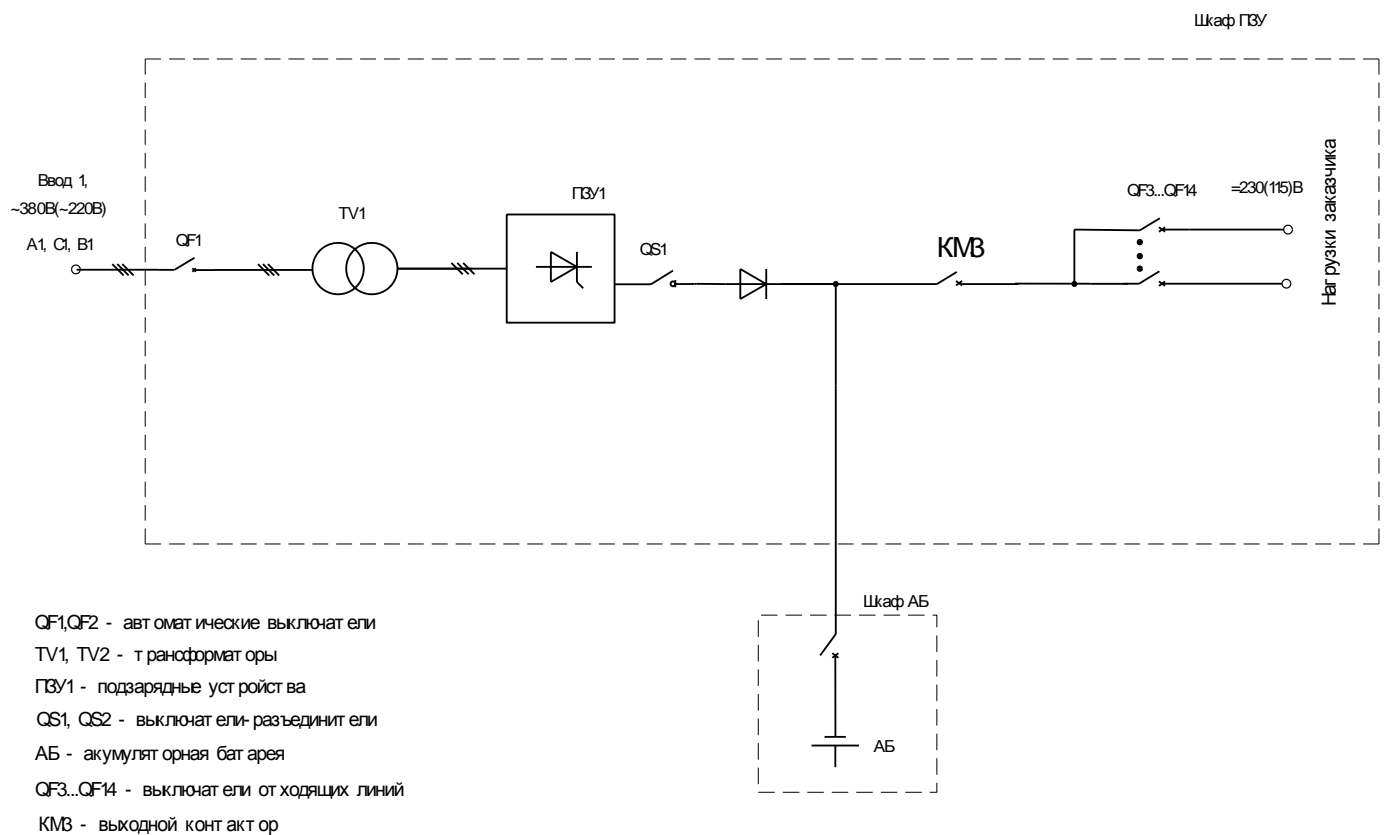 Шкаф ПЗУ
Ввод 1,
~380В(~220В)
A1, C1, B1
QF1
TV1
ПЗУ1
QS1
КМ3
QF3...QF14
=230(115)В
Нагрузки заказчика
Шкаф АБ
АБ
QF1,QF2 - автоматические выключатели
TV1, TV2 - трансформаторы
ПЗУ1 - подзарядные устройства
QS1, QS2 - выключатели-разъединители
АБ - акумуляторная батарея
QF3...QF14 - выключатели отходящих линий
КМ3 - выходной контактор